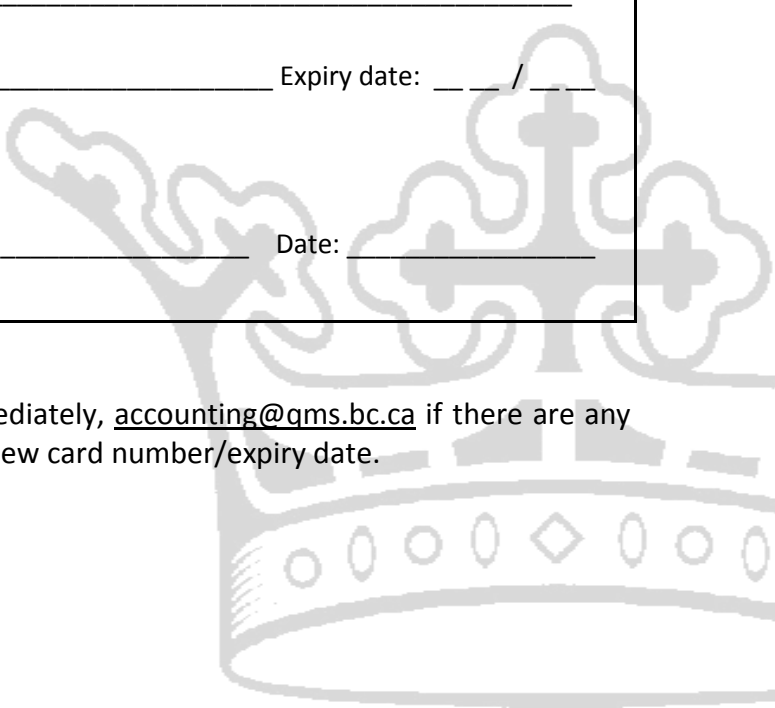 Expiry date: __ __ / __ __
Date: __________________
ediately, accounting@qms.bc.ca if there are any
ew card number/expiry date.